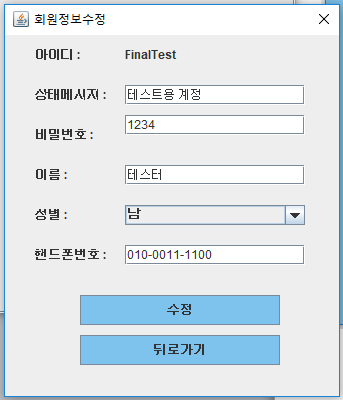 회원정보수정
아이디 : FinalTest
상태메시저 : 테스트용 계정
비밀번호 : 1234
이름 : 테스터
성별 : 남
핸드폰번호 : 010-0011-1100
수정
뒤로가기